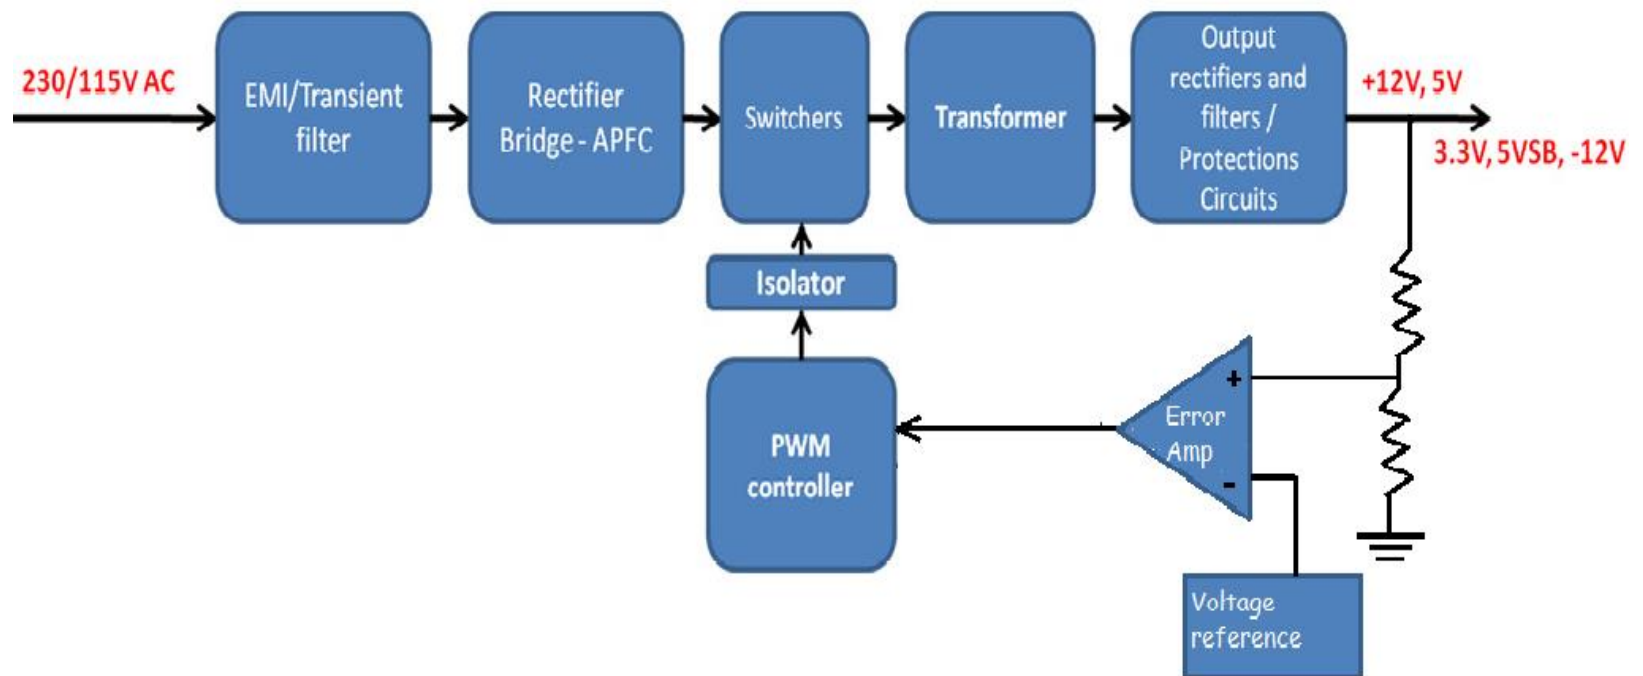 230/115V AC
EMI/Transient
filter
Rectifier
Bridge - APFC
Switchers
Transformer
Output
rectifiers and
filters /
Protections
Circuits
+12V, 5V
3.3V, 5VSB, -12V
Isolator
PWM
controller
+
Error
Amp
-
Voltage
reference